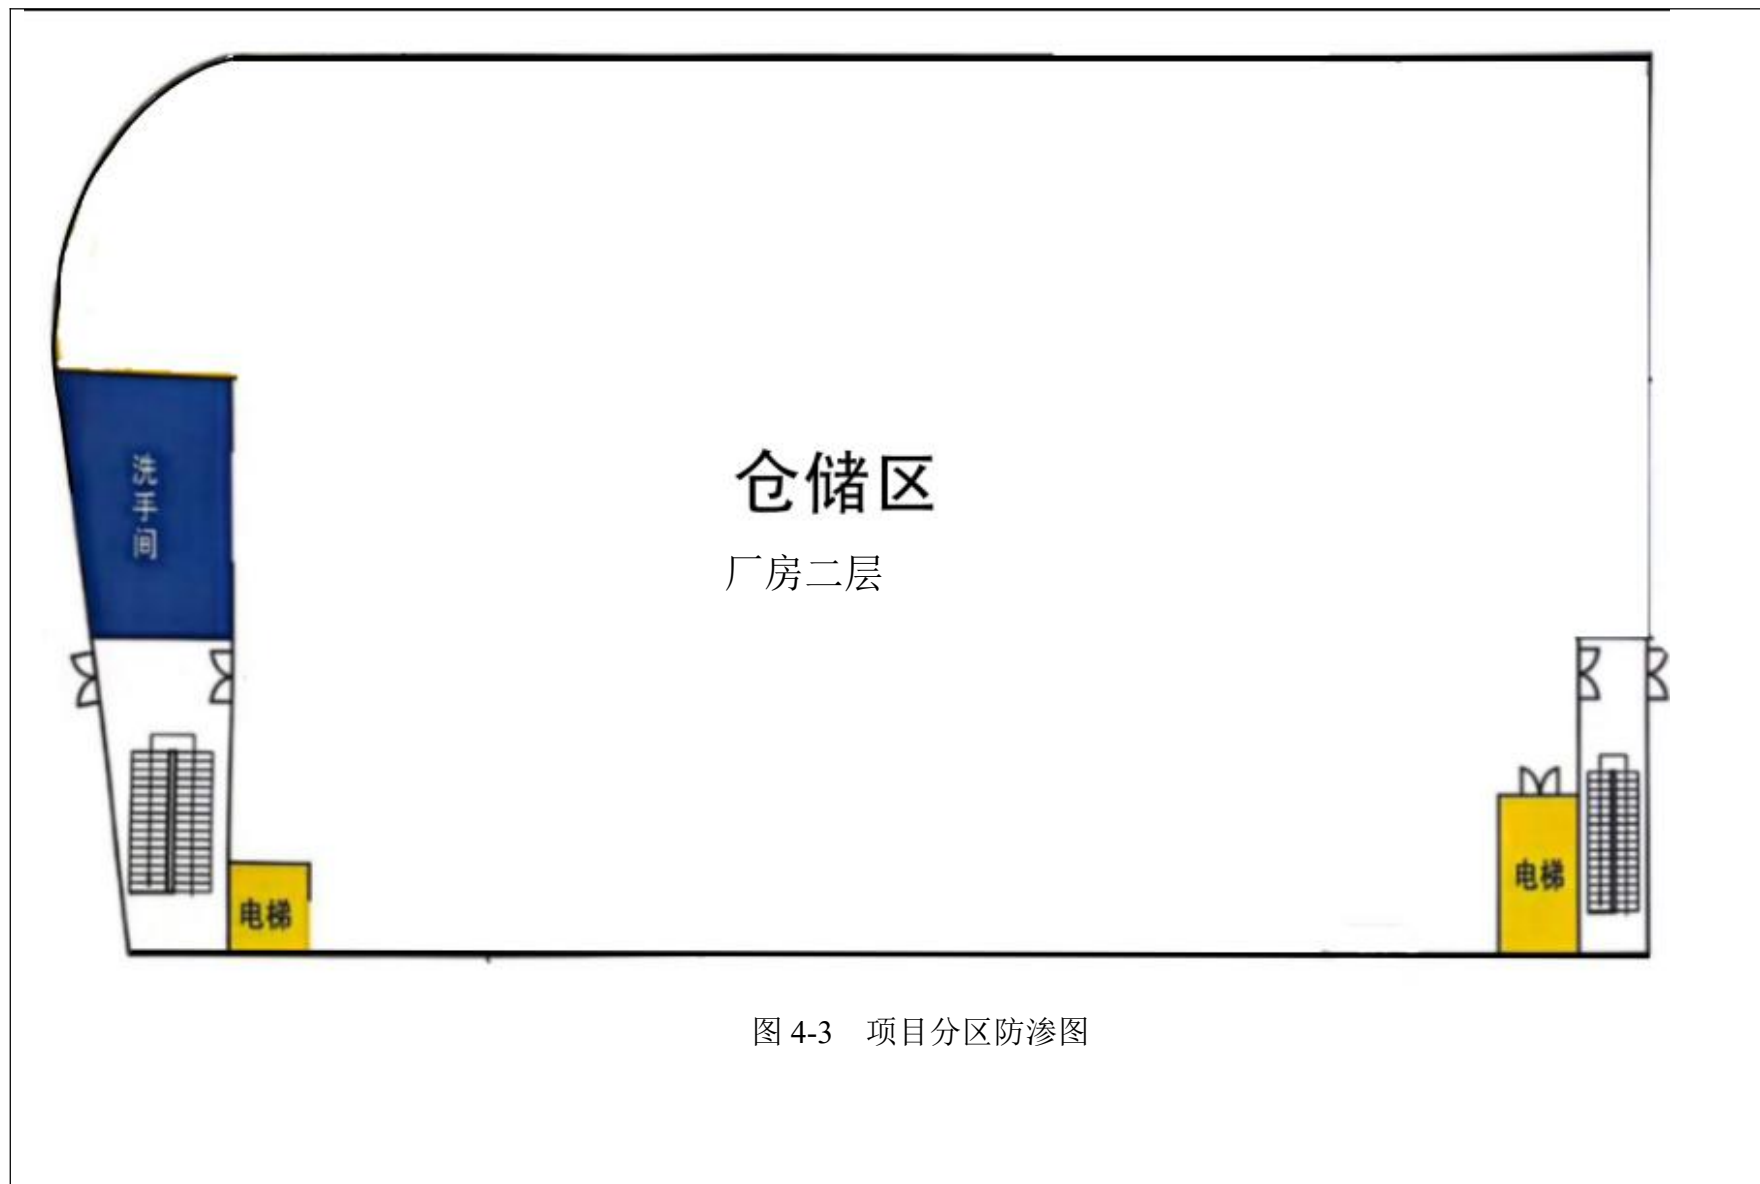 仓储区
厂房二层
洗手间
电梯
电梯
图 4-3 项目分区防渗图